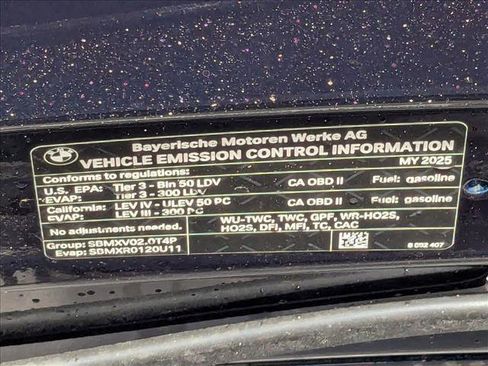 BMW
Bayerische Motoren Werke AG
VEHICLE EMISSION CONTROL INFORMATION
Conforms to regulations: MY 2025
U.S. EPA: Tier 3 - Bin 50 LDV CA OBD II Fuel: gasoline
EVAP: Tier 3 - 300 LDV
California: LEV IV - ULEV 50 PC CA OBD II Fuel: gasoline
EVAP: LEV III - 300 PC
No adjustments needed. WU-TWC, TWC, GPF, WR-HO2S,
HO2S, DFI, MFI, TC, CAC
Group: SBMXV02.0T4P
Evap: SBMXR0120U11